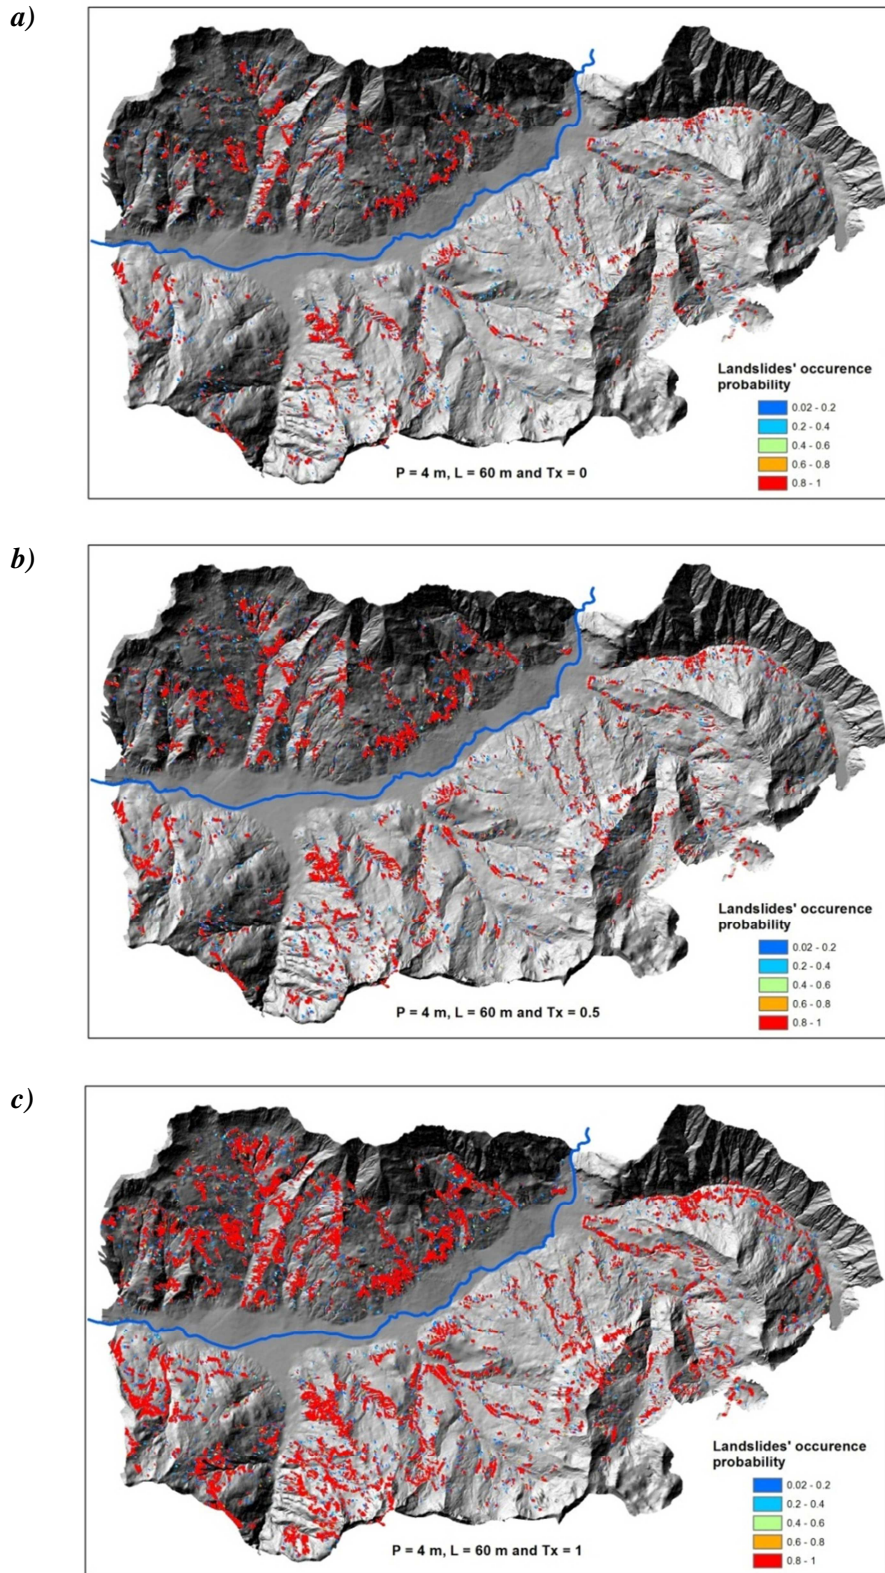 a)
Landslides' occurence
probability
0.02 - 0.2
0.2 - 0.4
0.4 - 0.6
0.6 - 0.8
0.8 - 1
P = 4 m, L = 60 m and Tx = 0
b)
Landslides' occurence
probability
0.02 - 0.2
0.2 - 0.4
0.4 - 0.6
0.6 - 0.8
0.8 - 1
P = 4 m, L = 60 m and Tx = 0.5
c)
Landslides' occurence
probability
0.02 - 0.2
0.2 - 0.4
0.4 - 0.6
0.6 - 0.8
0.8 - 1
P = 4 m, L = 60 m and Tx = 1